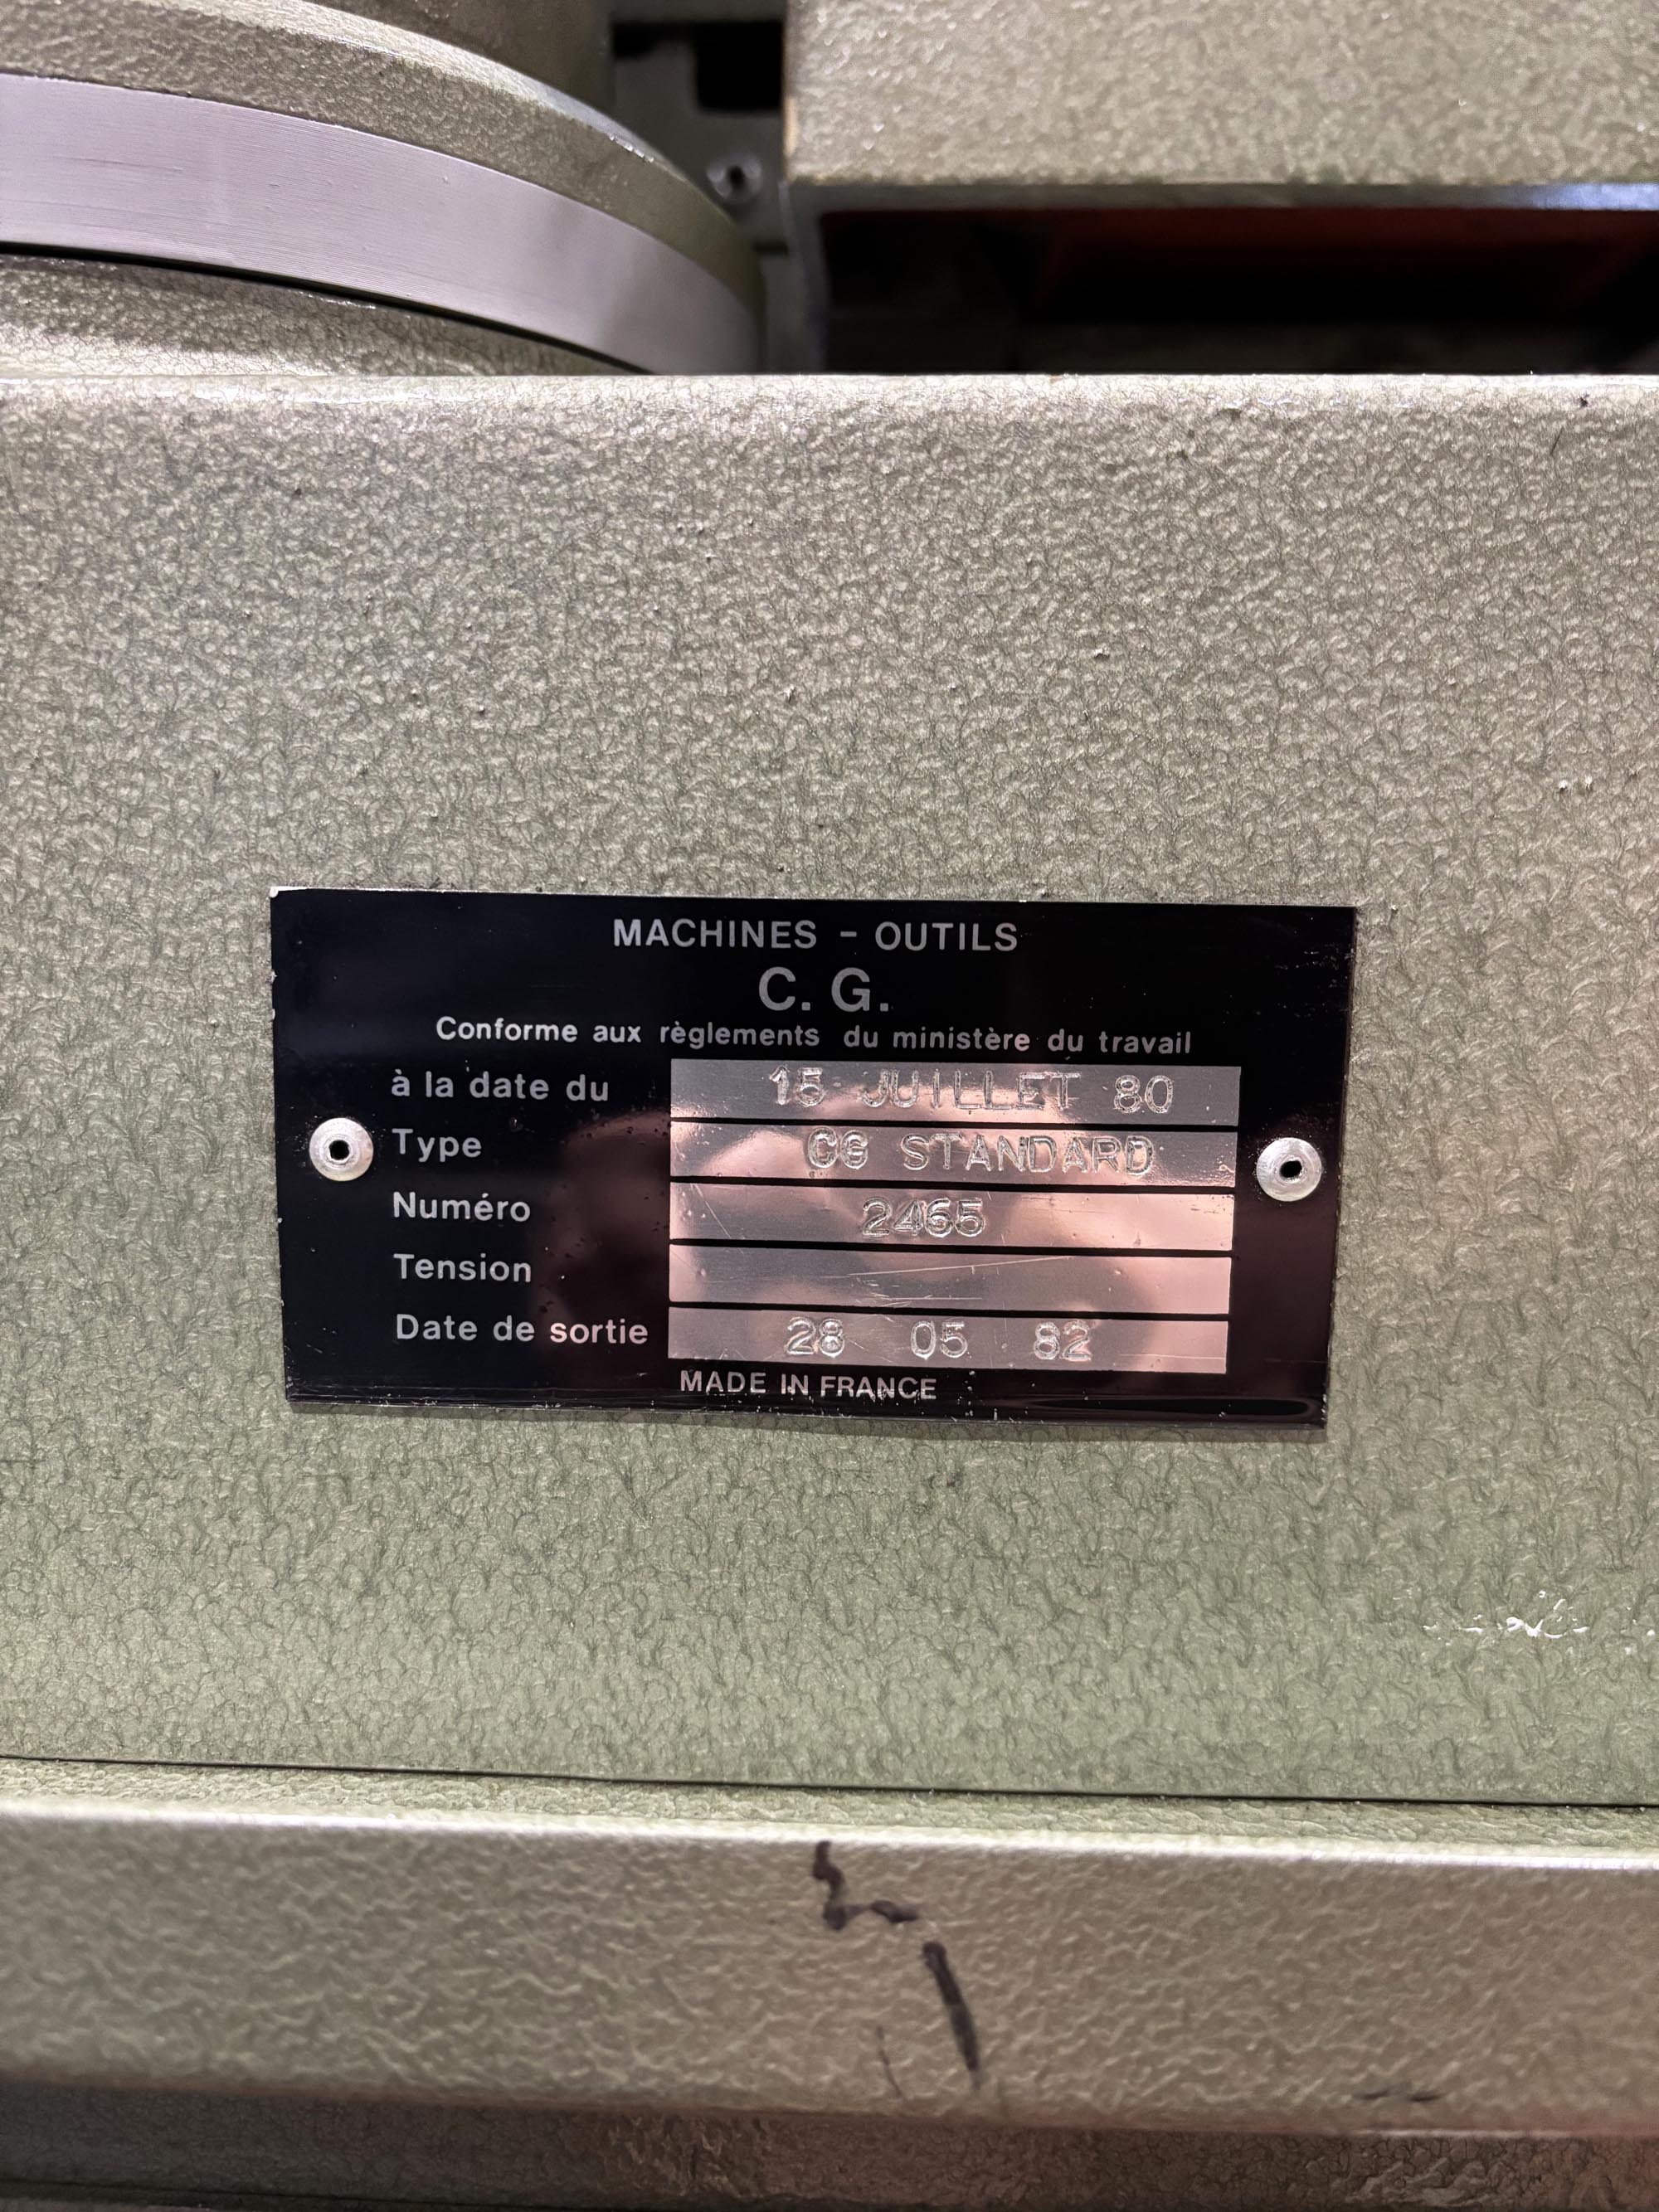 MACHINES - OUTILS
C. G.
Conforme aux règlements du ministère du travail
à la date du 15 JUILLET 80
Type CG STANDARD
Numéro 2465
Tension
Date de sortie 28 05 82
MADE IN FRANCE